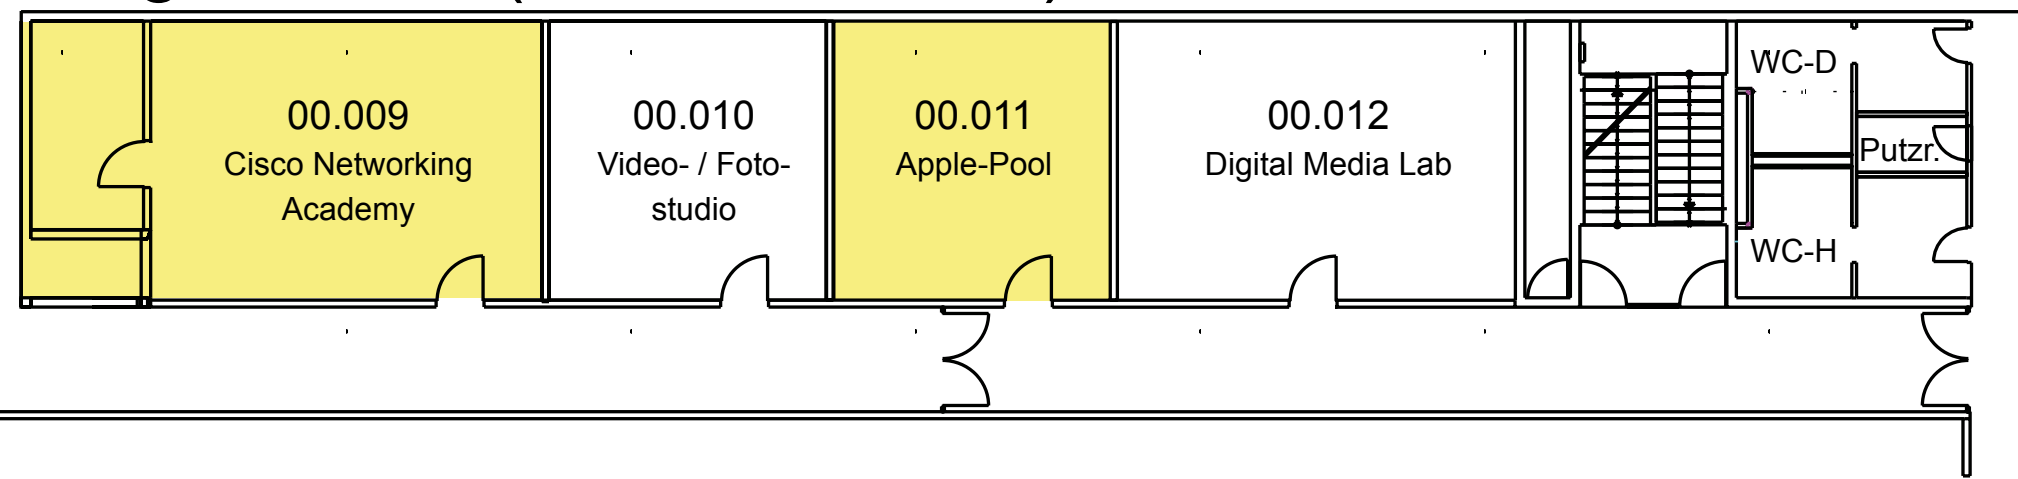 00.009
Cisco Networking
Academy
00.010
Video- / Foto-
studio
00.011
Apple-Pool
00.012
Digital Media Lab
WC-D
Putzr.
WC-H